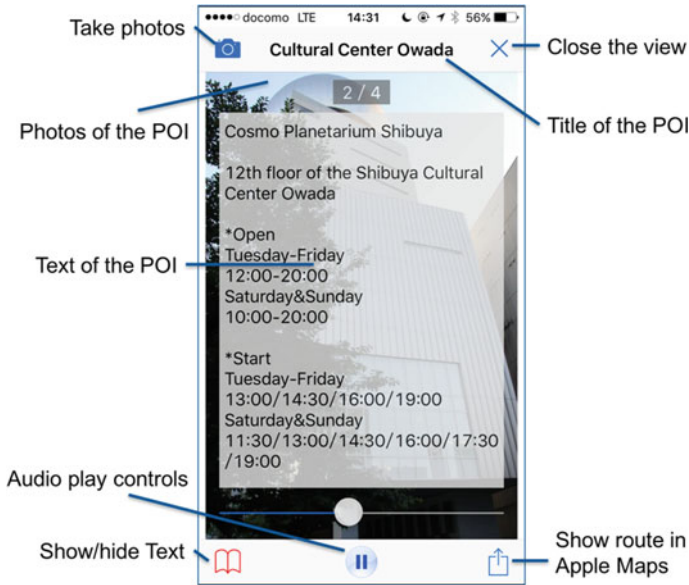 docomo LTE 14:31 56%
Take photos
Cultural Center Owada
Close the view
2 / 4
Photos of the POI
Title of the POI
Cosmo Planetarium Shibuya
12th floor of the Shibuya Cultural
Center Owada
*Open
Tuesday-Friday
Text of the POI
12:00-20:00
Saturday&Sunday
10:00-20:00
*Start
Tuesday-Friday
13:00/14:30/16:00/19:00
Saturday&Sunday
11:30/13:00/14:30/16:00/17:30
/19:00
Audio play controls
Show/hide Text
Show route in
Apple Maps